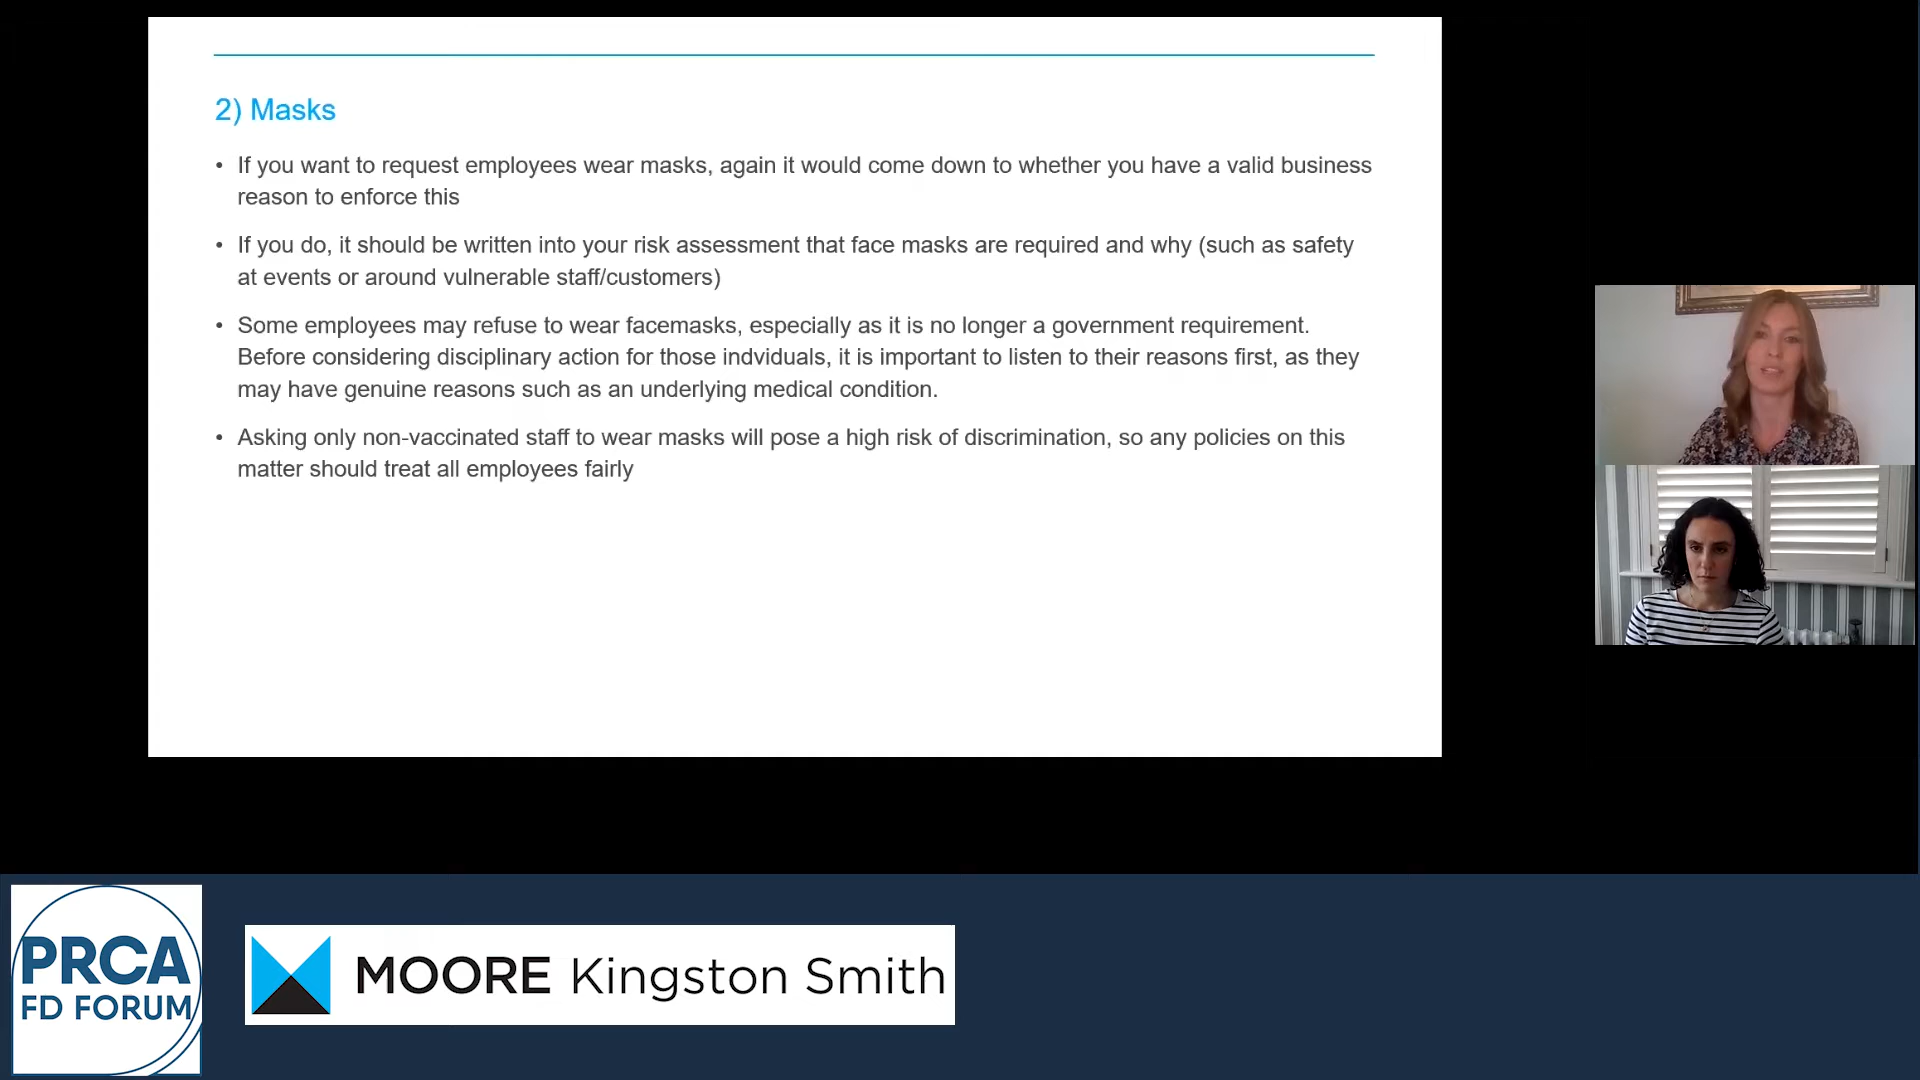 2) Masks
• If you want to request employees wear masks, again it would come down to whether you have a valid business
reason to enforce this
• If you do, it should be written into your risk assessment that face masks are required and why (such as safety
at events or around vulnerable staff/customers)
• Some employees may refuse to wear facemasks, especially as it is no longer a government requirement.
Before considering disciplinary action for those indviduals, it is important to listen to their reasons first, as they
may have genuine reasons such as an underlying medical condition.
• Asking only non-vaccinated staff to wear masks will pose a high risk of discrimination, so any policies on this
matter should treat all employees fairly
PRCA
FD FORUM
MOORE Kingston Smith